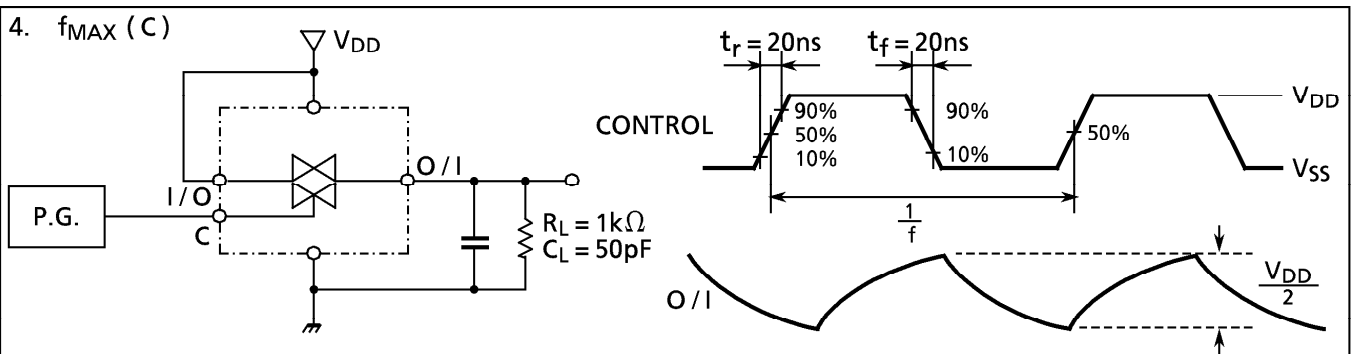 4. fMAX (C)
VDD
I/O
O/I
P.G.
C
RL = 1kΩ
CL = 50pF
tr = 20ns tf = 20ns
CONTROL
90%
50%
10%
90%
10%
50%
VDD
VSS
1/f
O/I
VDD/2